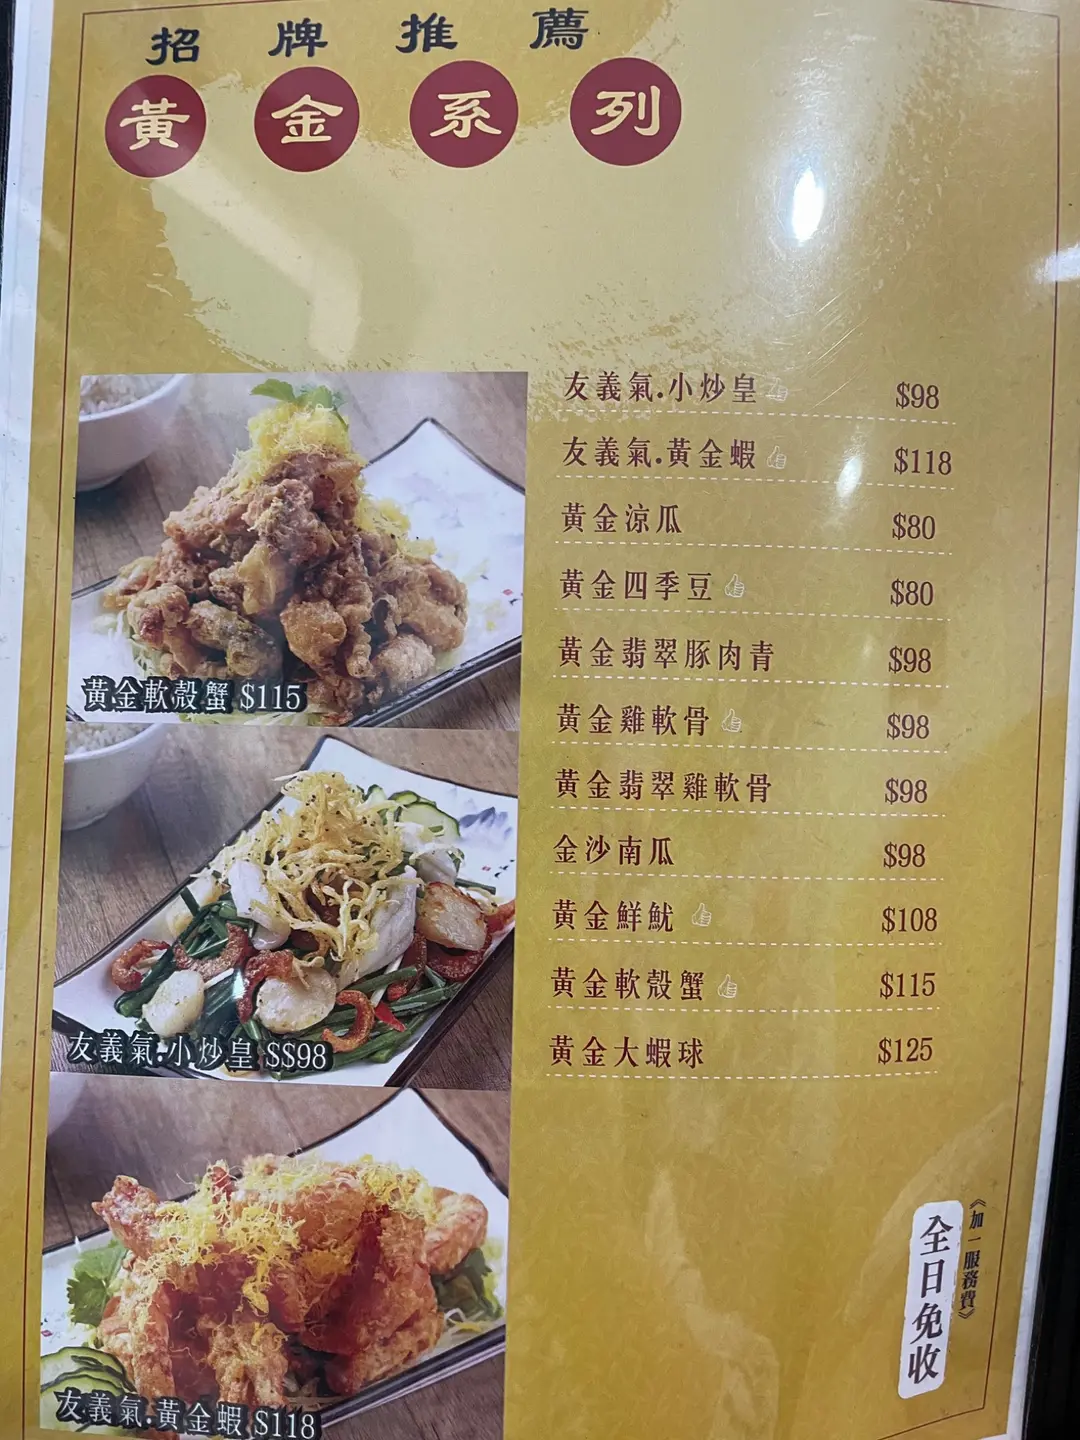 招牌推薦
黃金系列
友義氣.小炒皇 $98
友義氣.黃金蝦 $118
黃金涼瓜 $80
黃金四季豆 $80
黃金翡翠豚肉青 $98
黃金雞軟骨 $98
黃金翡翠雞軟骨 $98
金沙南瓜 $98
黃金鮮魷 $108
黃金軟殼蟹 $115
黃金大蝦球 $125
黃金軟殼蟹 $115
友義氣.小炒皇 $$98
友義氣.黃金蝦 $118
《加一服務費》
全日免收